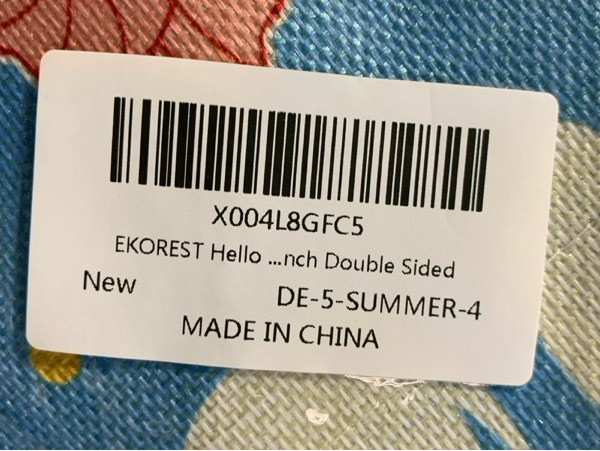 X004L8GFC5
EKOREST Hello ...nch Double Sided
New DE-5-SUMMER-4
MADE IN CHINA